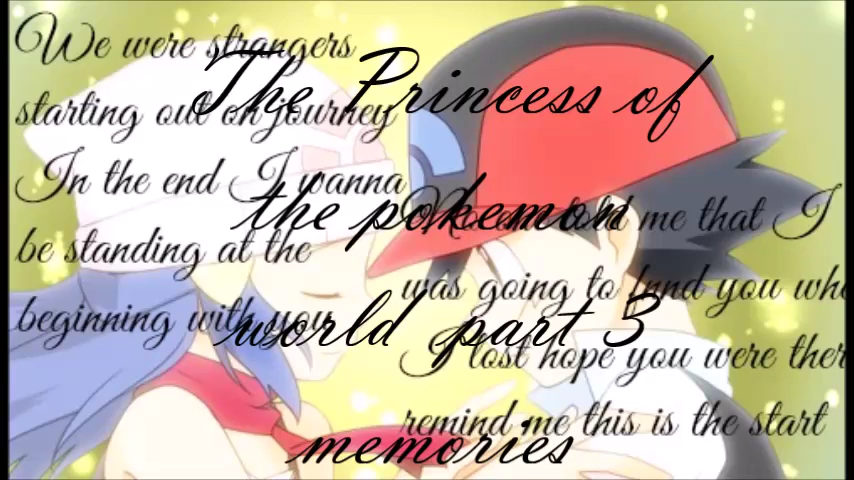 We were strangers
starting out on journey
In the end I wanna
be standing at the
beginning with you
The Princess of
the pokemon
world part 3
memories
told me that I
was going to
find you
I lost hope you were
remind me this is the start